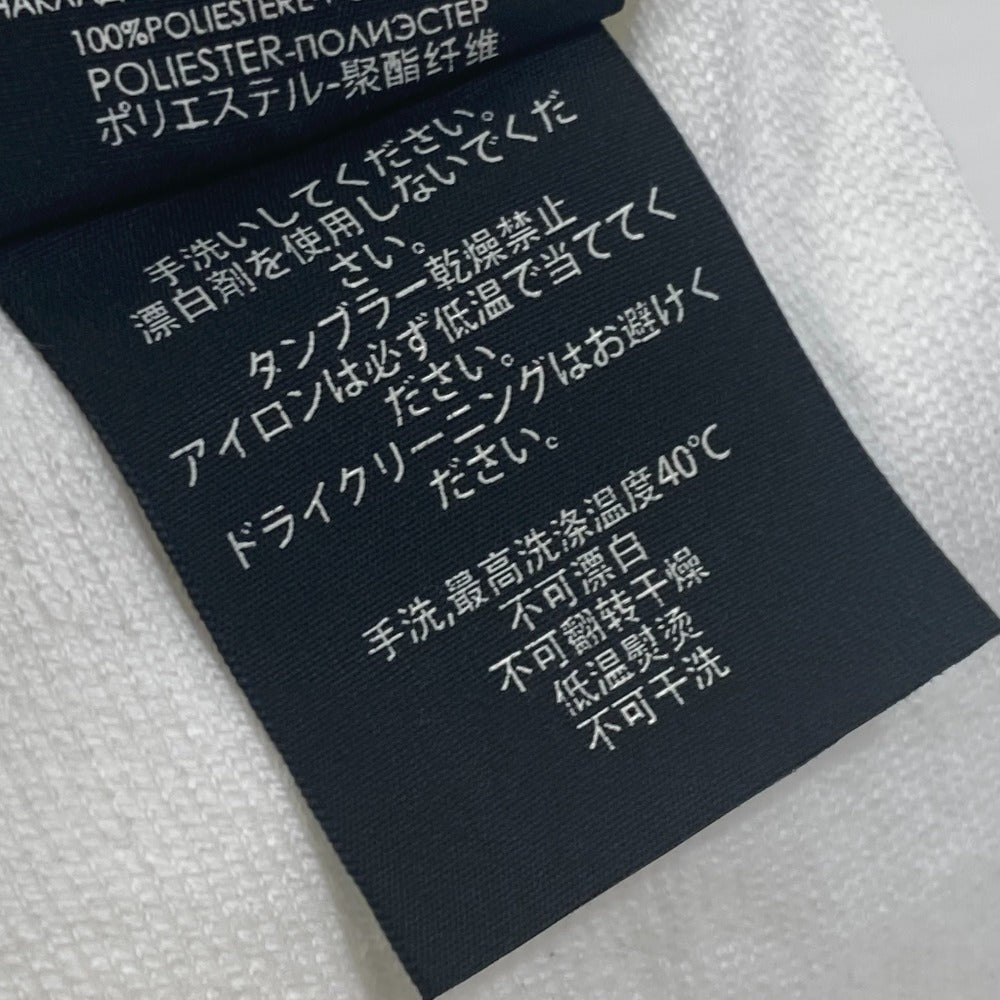 100%POLIESTERE
POLIESTER-ПОЛИЭСТЕР
ポリエステル-聚酯纤维
手洗いしてください。
漂白剤を使用しないでくだ
さい。
タンブラー乾燥禁止
アイロンは必ず低温で当ててく
ださい。
ドライクリーニングはお避けく
ださい。
手洗,最高洗涤温度40℃
不可漂白
不可翻转干燥
低温熨烫
不可干洗